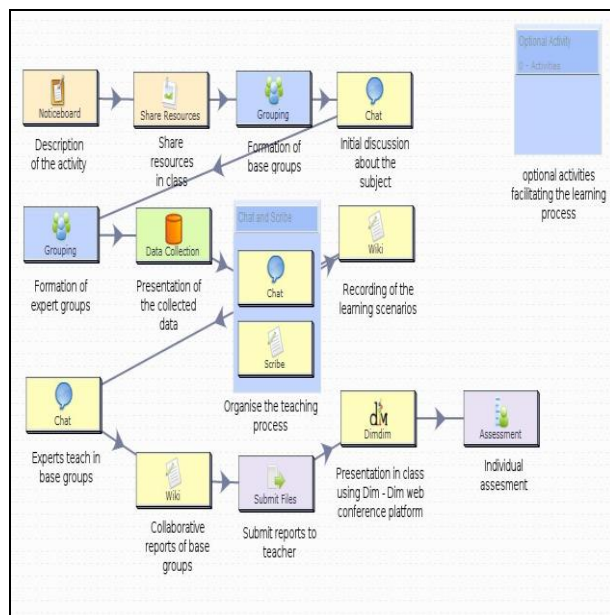 Optional Activity
0 - Activities
optional activities
facilitating the learning
process
Noticeboard
Description
of the activity
Share Resources
Share
resources
in class
Grouping
Formation of
base groups
Chat
Initial discussion
about the
subject
Grouping
Formation of
expert groups
Data Collection
Presentation of
the collected
data
Chat and Scribe
Chat
Scribe
Organise the teaching
process
Wiki
Recording of the
learning scenarios
Chat
Experts teach in
base groups
Wiki
Collaborative
reports of base
groups
Submit Files
Submit reports to
teacher
dM
Dimdim
Presentation in class
using Dim - Dim web
conference platform
Assessment
Individual
assesment